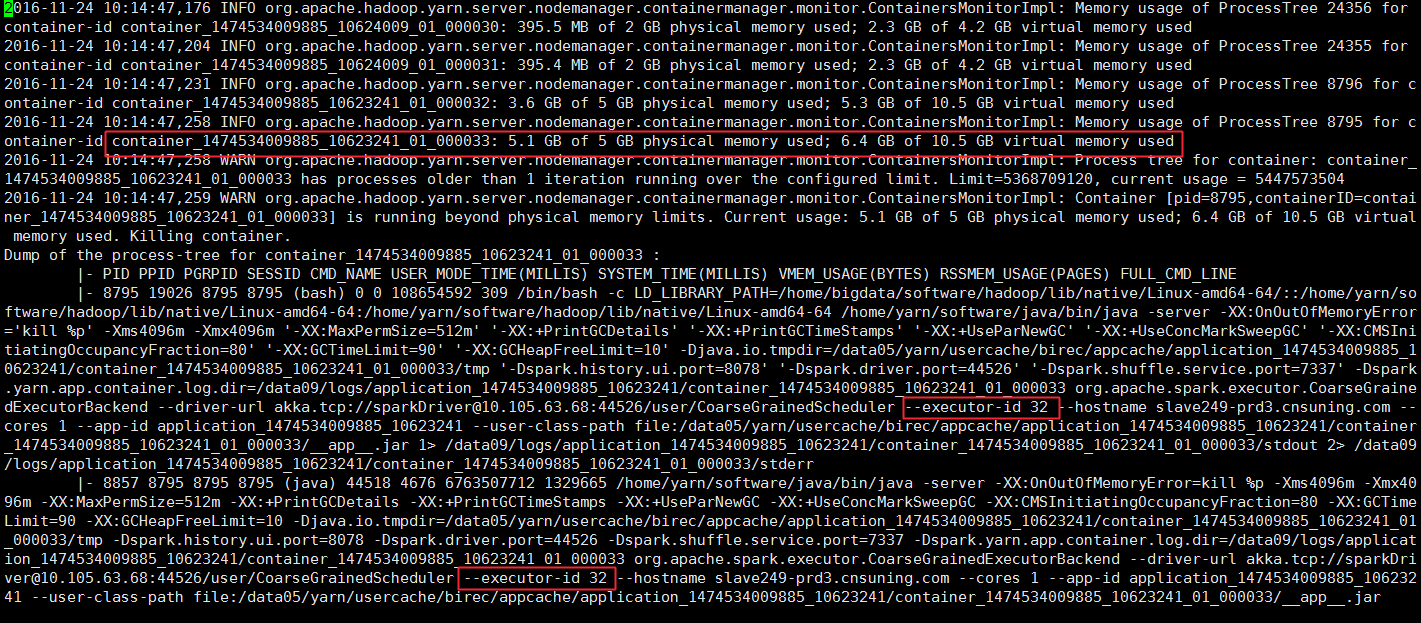 2016-11-24 10:14:47,176 INFO org.apache.hadoop.yarn.server.nodemanager.containermanager.monitor.ContainersMonitorImpl: Memory usage of ProcessTree 24356 for
container-id container_1474534009885_10624009_01_000030: 395.5 MB of 2 GB physical memory used; 2.3 GB of 4.2 GB virtual memory used
2016-11-24 10:14:47,204 INFO org.apache.hadoop.yarn.server.nodemanager.containermanager.monitor.ContainersMonitorImpl: Memory usage of ProcessTree 24355 for
container-id container_1474534009885_10624009_01_000031: 395.4 MB of 2 GB physical memory used; 2.3 GB of 4.2 GB virtual memory used
2016-11-24 10:14:47,231 INFO org.apache.hadoop.yarn.server.nodemanager.containermanager.monitor.ContainersMonitorImpl: Memory usage of ProcessTree 8796 for c
ontainer-id container_1474534009885_10623241_01_000032: 3.6 GB of 5 GB physical memory used; 5.3 GB of 10.5 GB virtual memory used
2016-11-24 10:14:47,258 INFO org.apache.hadoop.yarn.server.nodemanager.containermanager.monitor.ContainersMonitorImpl: Memory usage of ProcessTree 8795 for c
ontainer-id container_1474534009885_10623241_01_000033: 5.1 GB of 5 GB physical memory used; 6.4 GB of 10.5 GB virtual memory used
2016-11-24 10:14:47,258 WARN org.apache.hadoop.yarn.server.nodemanager.containermanager.monitor.ContainersMonitorImpl: Process tree for container: container_
1474534009885_10623241_01_000033 has processes older than 1 iteration running over the configured limit. Limit=5368709120, current usage = 5447573504
2016-11-24 10:14:47,259 WARN org.apache.hadoop.yarn.server.nodemanager.containermanager.monitor.ContainersMonitorImpl: Container [pid=8795,containerID=contai
ner_1474534009885_10623241_01_000033] is running beyond physical memory limits. Current usage: 5.1 GB of 5 GB physical memory used; 6.4 GB of 10.5 GB virtual
memory used. Killing container.
Dump of the process-tree for container_1474534009885_10623241_01_000033 :
|- PID PPID PGRPID SESSID CMD_NAME USER_MODE_TIME(MILLIS) SYSTEM_TIME(MILLIS) VMEM_USAGE(BYTES) RSSMEM_USAGE(PAGES) FULL_CMD_LINE
|- 8795 19026 8795 8795 (bash) 0 0 108654592 309 /bin/bash -c LD_LIBRARY_PATH=/home/bigdata/software/hadoop/lib/native/Linux-amd64-64/::/home/yarn/so
ftware/hadoop/lib/native/Linux-amd64-64:/home/yarn/software/hadoop/lib/native/Linux-amd64-64 /home/yarn/software/java/bin/java -server -XX:OnOutOfMemoryError
='kill %p' -Xms4096m -Xmx4096m '-XX:MaxPermSize=512m' '-XX:+PrintGCDetails' '-XX:+PrintGCTimeStamps' '-XX:+UseParNewGC' '-XX:+UseConcMarkSweepGC' '-XX:CMSIni
tiatingOccupancyFraction=80' '-XX:GCTimeLimit=90' '-XX:GCHeapFreeLimit=10' -Djava.io.tmpdir=/data05/yarn/usercache/birec/appcache/application_1474534009885_1
0623241/container_1474534009885_10623241_01_000033/tmp '-Dspark.history.ui.port=8078' '-Dspark.driver.port=44526' '-Dspark.shuffle.service.port=7337' -Dspark
.yarn.app.container.log.dir=/data09/logs/application_1474534009885_10623241/container_1474534009885_10623241_01_000033 org.apache.spark.executor.CoarseGraine
dExecutorBackend --driver-url akka.tcp://sparkDriver@10.105.63.68:44526/user/CoarseGrainedScheduler --executor-id 32 --hostname slave249-prd3.cnsuning.com --
cores 1 --app-id application_1474534009885_10623241 --user-class-path file:/data05/yarn/usercache/birec/appcache/application_1474534009885_10623241/container
_1474534009885_10623241_01_000033/__app__.jar 1> /data09/logs/application_1474534009885_10623241/container_1474534009885_10623241_01_000033/stdout 2> /data09
/logs/application_1474534009885_10623241/container_1474534009885_10623241_01_000033/stderr
|- 8857 8795 8795 8795 (java) 44518 4676 6763507712 1329665 /home/yarn/software/java/bin/java -server -XX:OnOutOfMemoryError=kill %p -Xms4096m -Xmx40
96m -XX:MaxPermSize=512m -XX:+PrintGCDetails -XX:+PrintGCTimeStamps -XX:+UseParNewGC -XX:+UseConcMarkSweepGC -XX:CMSInitiatingOccupancyFraction=80 -XX:GCTime
Limit=90 -XX:GCHeapFreeLimit=10 -Djava.io.tmpdir=/data05/yarn/usercache/birec/appcache/application_1474534009885_10623241/container_1474534009885_10623241_01
_000033/tmp -Dspark.history.ui.port=8078 -Dspark.driver.port=44526 -Dspark.shuffle.service.port=7337 -Dspark.yarn.app.container.log.dir=/data09/logs/applicat
ion_1474534009885_10623241/container_1474534009885_10623241_01_000033 org.apache.spark.executor.CoarseGrainedExecutorBackend --driver-url akka.tcp://sparkDri
ver@10.105.63.68:44526/user/CoarseGrainedScheduler --executor-id 32 --hostname slave249-prd3.cnsuning.com --cores 1 --app-id application_1474534009885_106232
41 --user-class-path file:/data05/yarn/usercache/birec/appcache/application_1474534009885_10623241/container_1474534009885_10623241_01_000033/__app__.jar